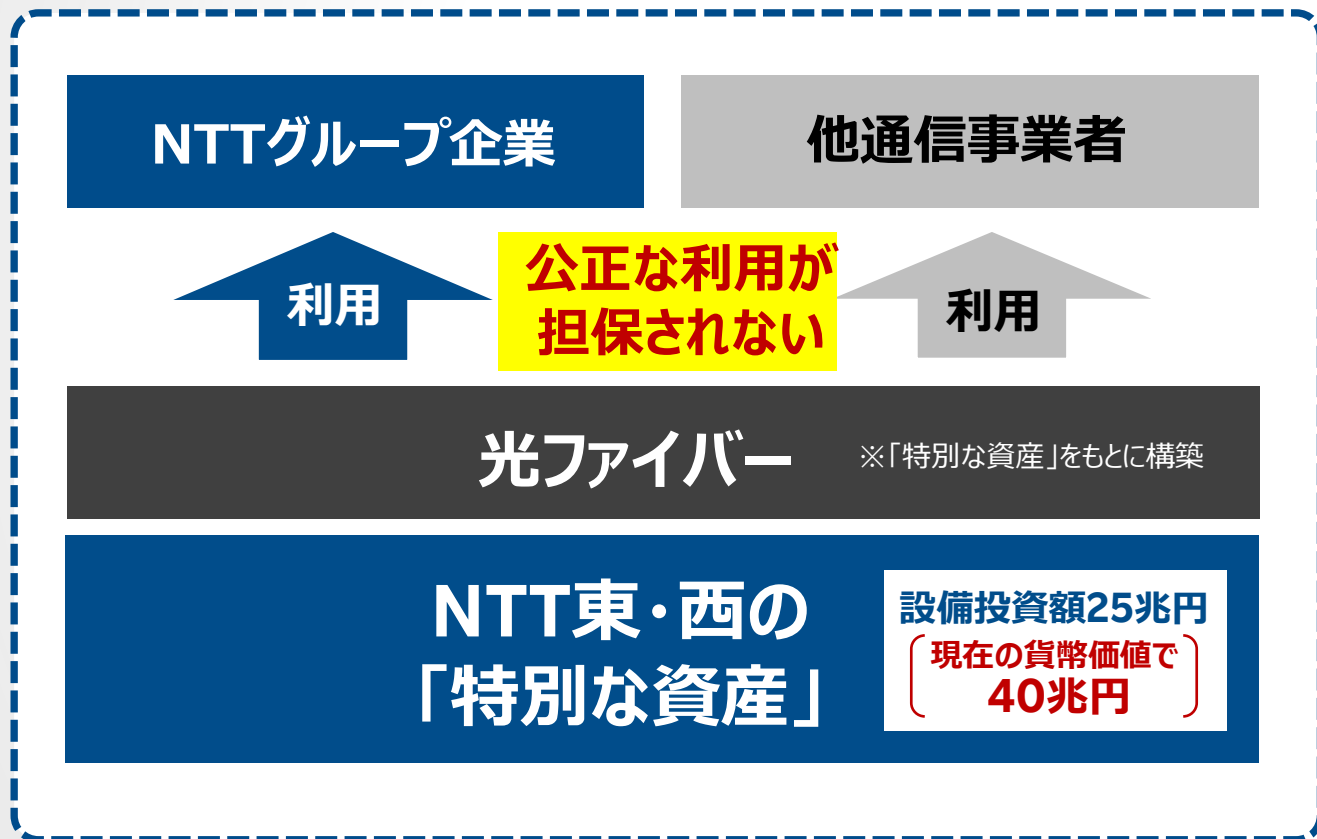 NTTグループ企業
他通信事業者
利用
公正な利用が
担保されない
利用
光ファイバー
※「特別な資産」をもとに構築
NTT東・西の
「特別な資産」
設備投資額25兆円
現在の貨幣価値で
40兆円